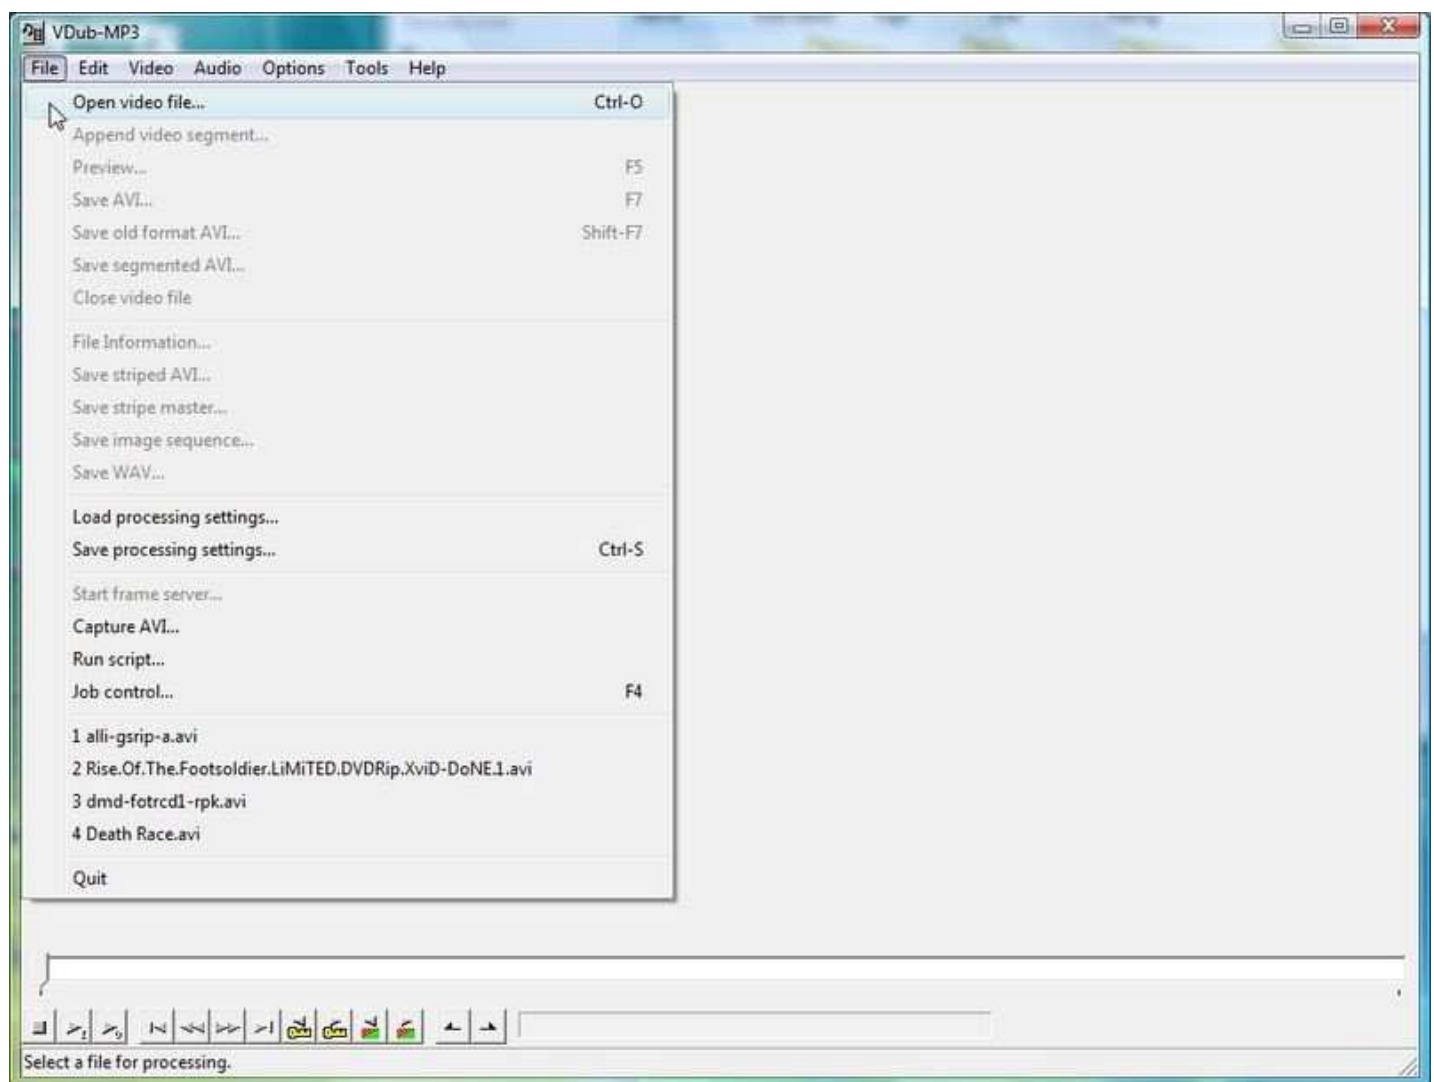 VDub-MP3
File Edit Video Audio Options Tools Help
Open video file... Ctrl-O
Append video segment...
Preview... F5
Save AVI... F7
Save old format AVI... Shift-F7
Save segmented AVI...
Close video file
File Information...
Save striped AVI...
Save stripe master...
Save image sequence...
Save WAV...
Load processing settings...
Save processing settings... Ctrl-S
Start frame server...
Capture AVI...
Run script...
Job control... F4
1 alli-gsrip-a.avi
2 Rise.Of.The.Footsoldier.LiMiTED.DVDRip.XviD-DoNE.1.avi
3 dmd-fotrcd1-rpk.avi
4 Death Race.avi
Quit
Select a file for processing.